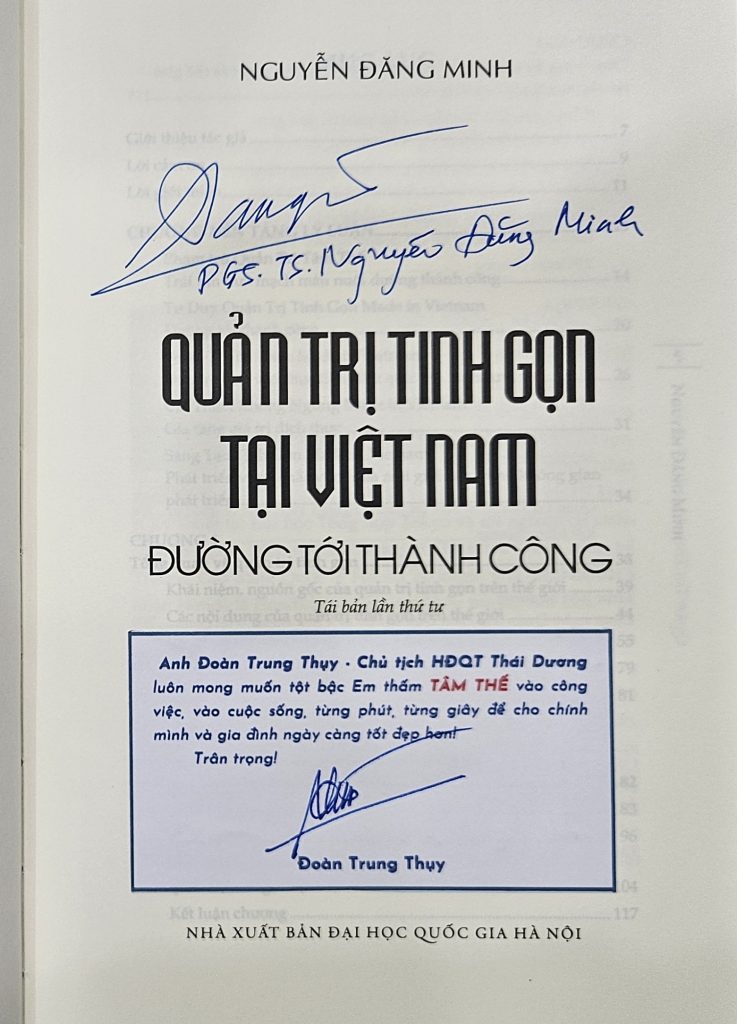 NGUYỄN ĐĂNG MINH
PGS. TS. Nguyễn Đăng Minh
QUẢN TRỊ TINH GỌN
TẠI VIỆT NAM
ĐƯỜNG TỚI THÀNH CÔNG
Tái bản lần thứ tư
Anh Đoàn Trung Thụy - Chủ tịch HĐQT Thái Dương
luôn mong muốn tột bậc Em thấm TÂM THẾ vào công
việc, vào cuộc sống, từng phút, từng giây để cho chính
mình và gia đình ngày càng tốt đẹp hơn!
Trân trọng!
Đoàn Trung Thụy
NHÀ XUẤT BẢN ĐẠI HỌC QUỐC GIA HÀ NỘI